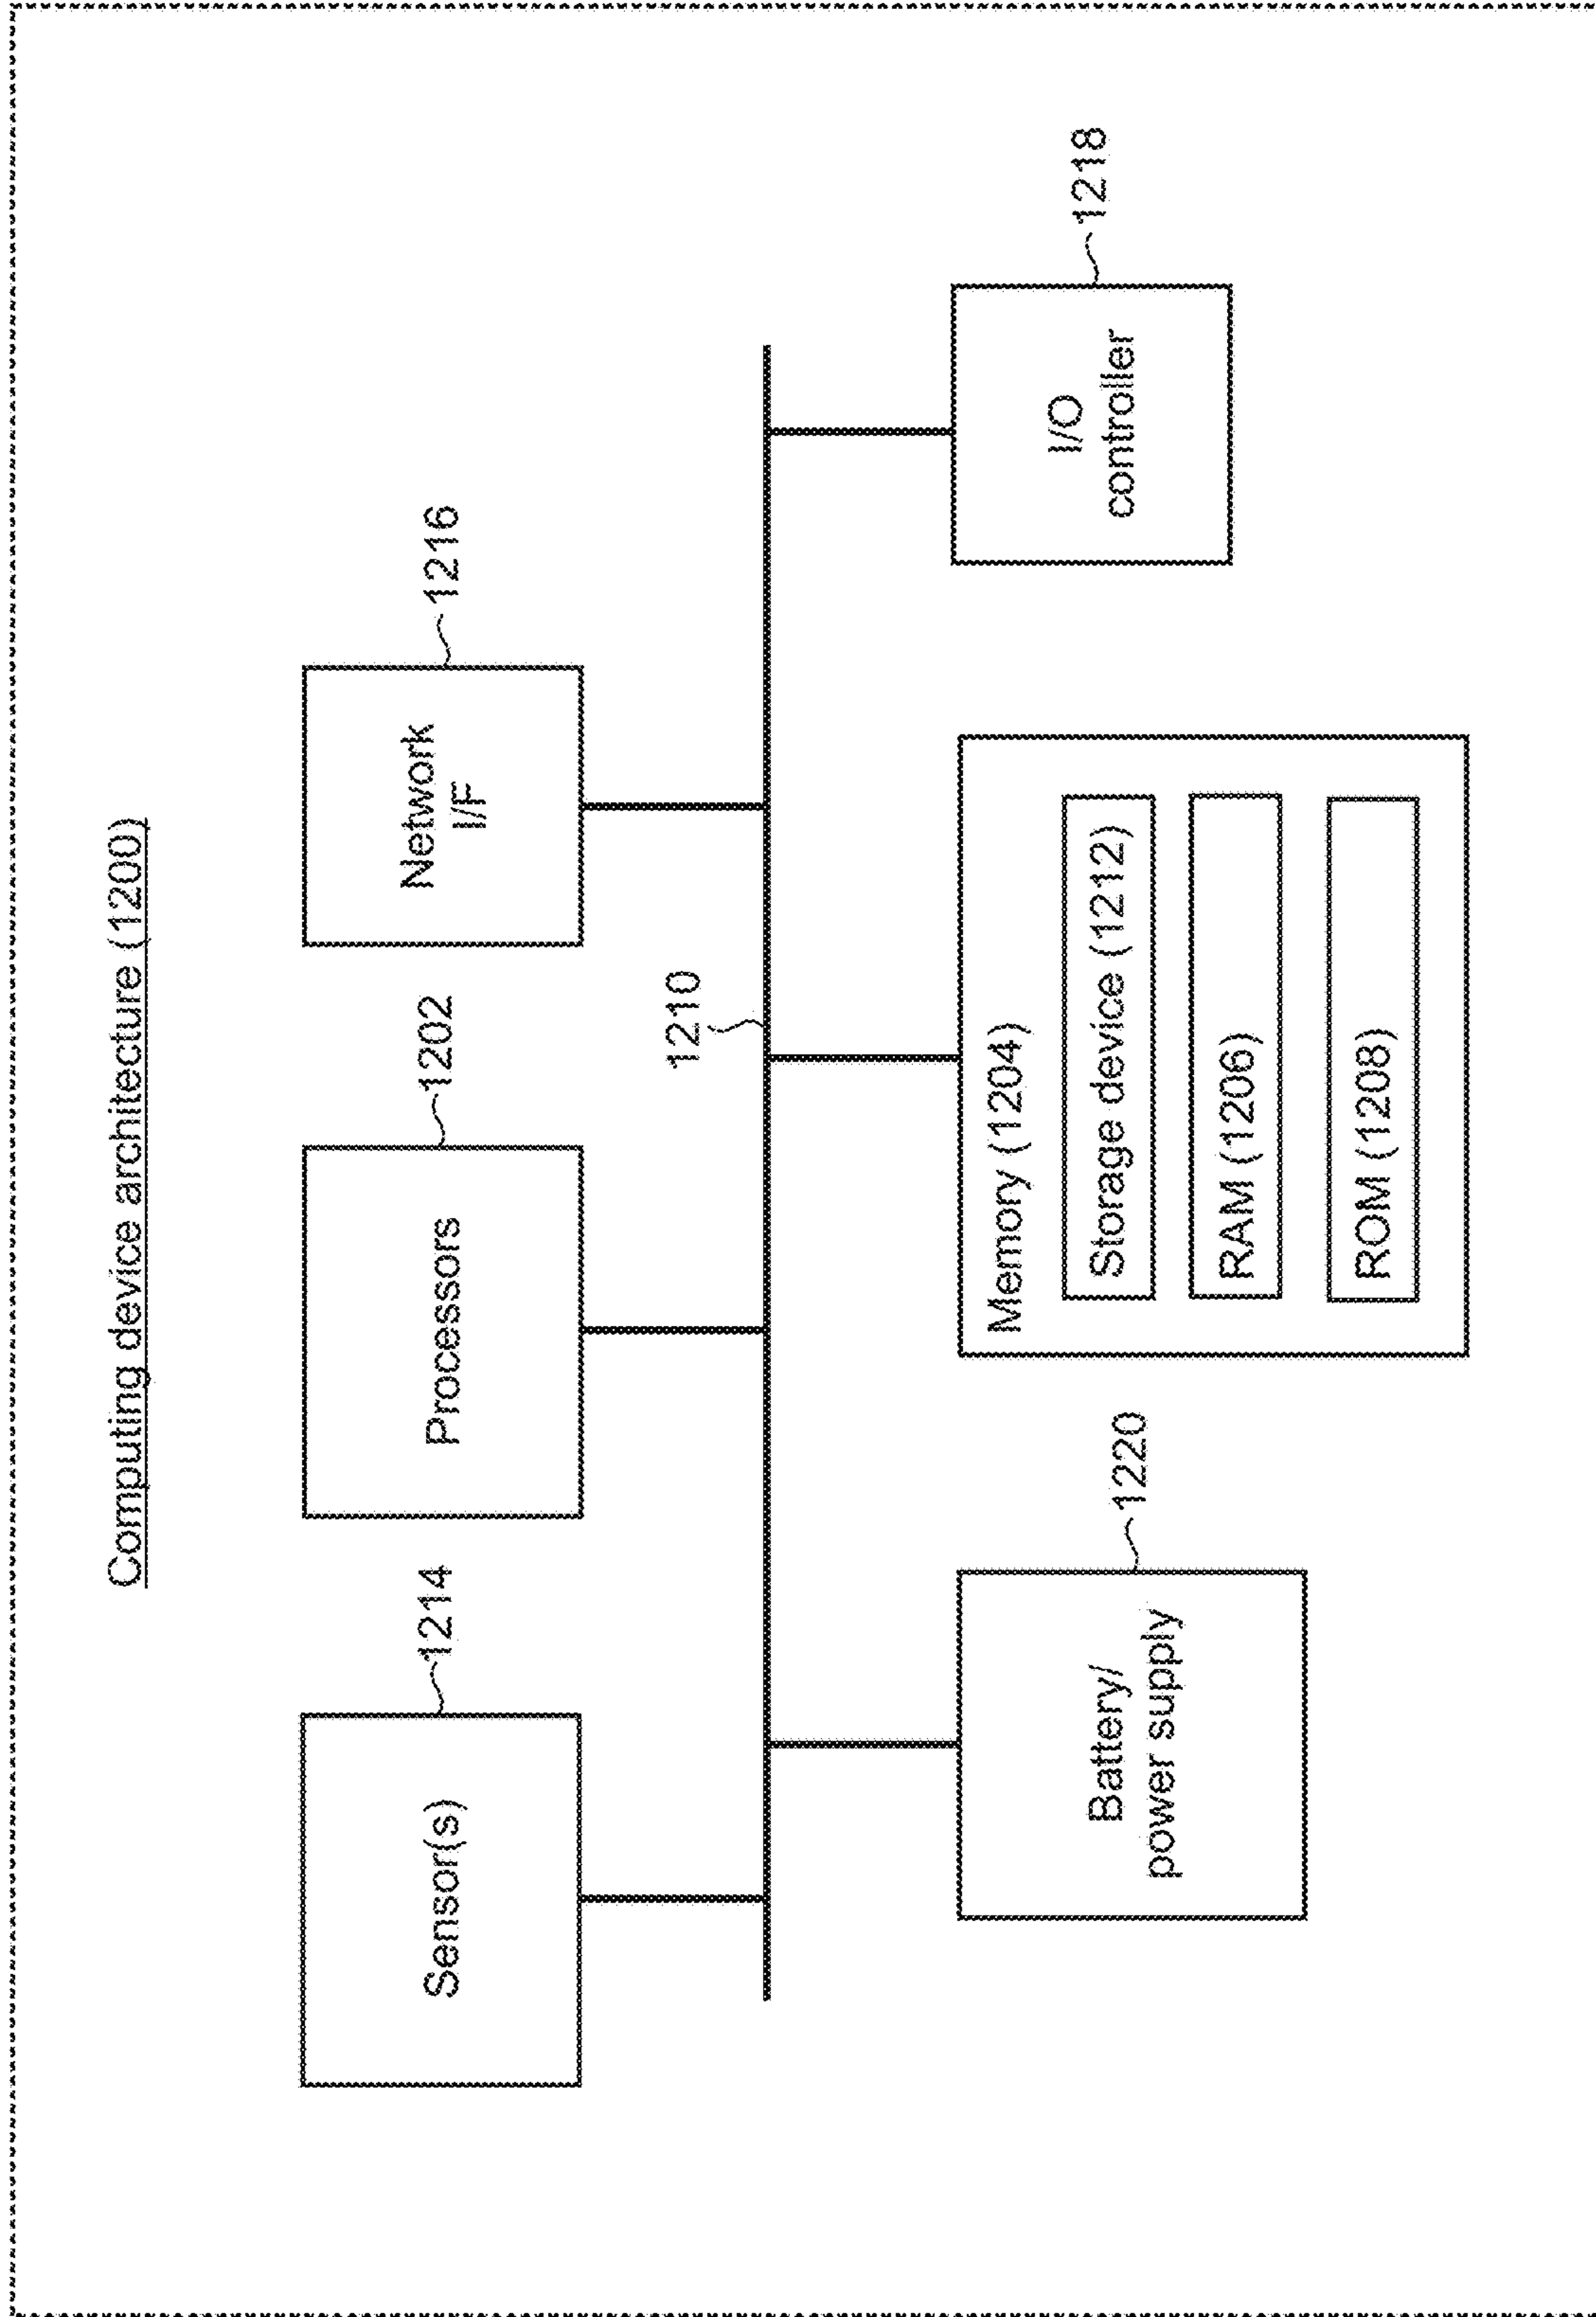 Computing device architecture (1200)
Sensor(s)
1214
Processors
1202
Network
I/F
1216
1210
Battery/
power supply
1220
Memory (1204)
Storage device (1212)
RAM (1206)
ROM (1208)
I/O
controller
1218